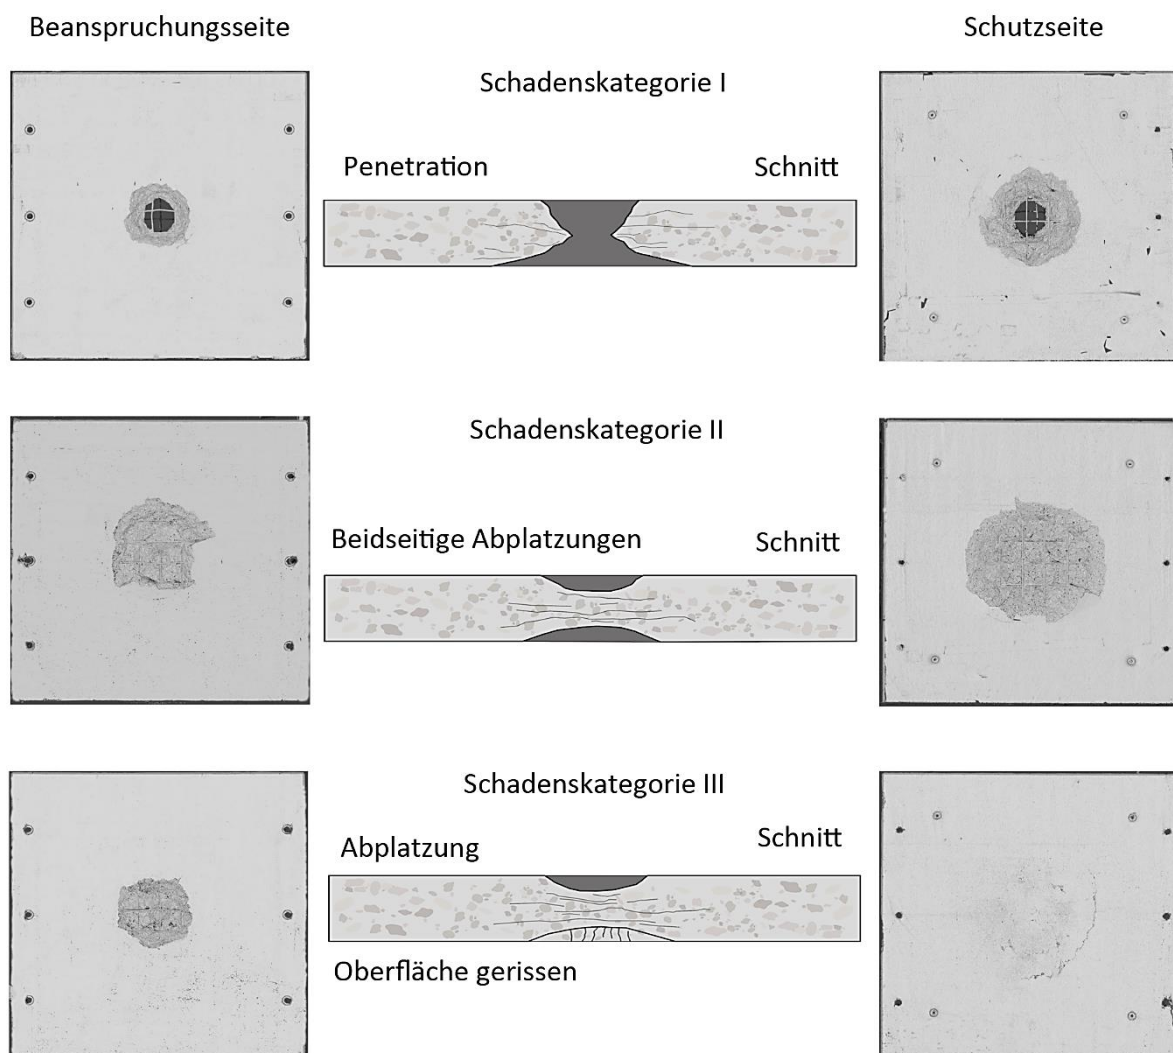 Beanspruchungsseite
Schutzseite
Schadenskategorie I
Penetration
Schnitt
Schadenskategorie II
Beidseitige Abplatzungen
Schnitt
Schadenskategorie III
Abplatzung
Schnitt
Oberfläche gerissen